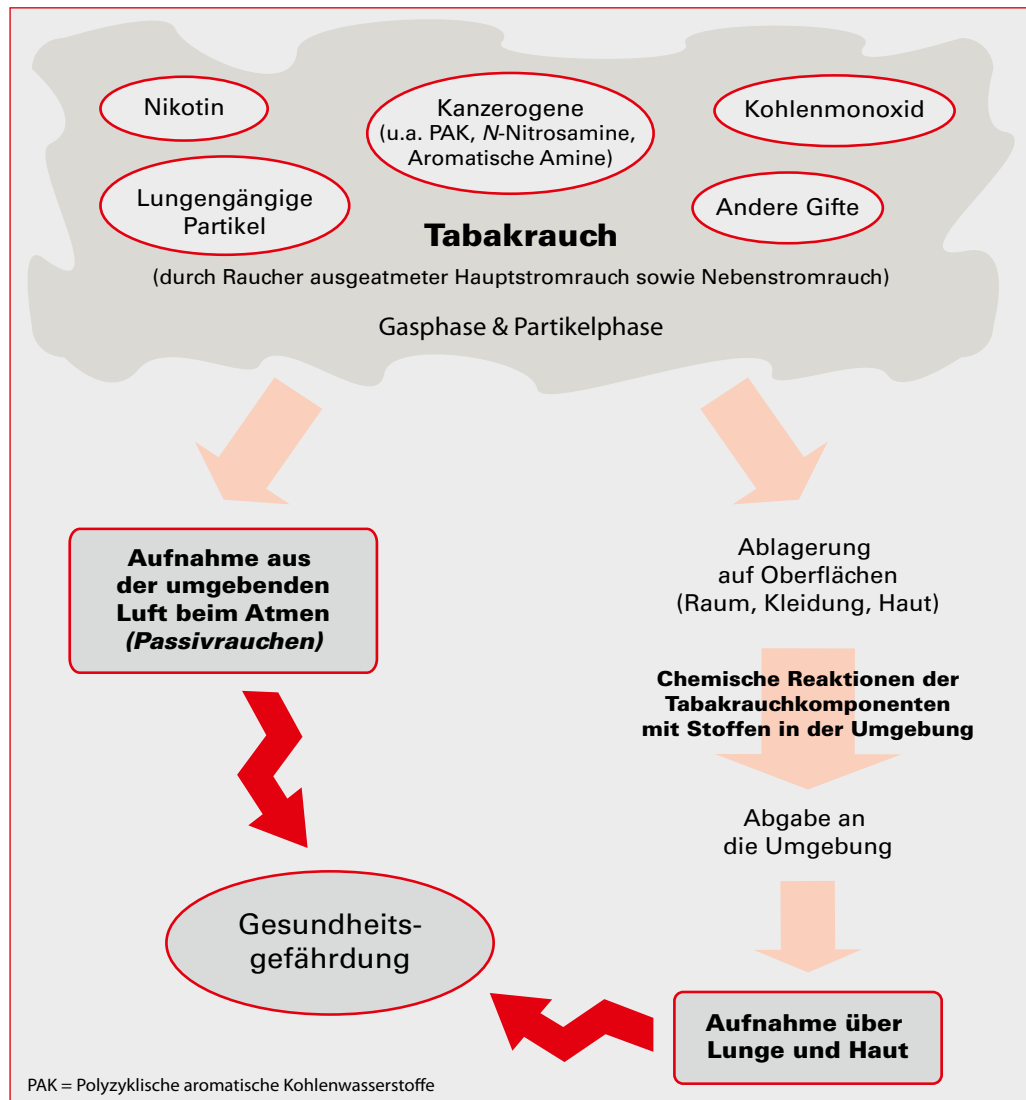 Nikotin
Kanzerogene
(u.a. PAK, N-Nitrosamine,
Aromatische Amine)
Kohlenmonoxid
Lungengängige
Partikel
Andere Gifte
Tabakrauch
(durch Raucher ausgeatmeter Hauptstromrauch sowie Nebenstromrauch)
Gasphase & Partikelphase
Aufnahme aus
der umgebenden
Luft beim Atmen
(Passivrauchen)
Ablagerung
auf Oberflächen
(Raum, Kleidung, Haut)
Chemische Reaktionen der
Tabakrauchkomponenten
mit Stoffen in der Umgebung
Abgabe an
die Umgebung
Gesundheits-
gefährdung
Aufnahme über
Lunge und Haut
PAK = Polyzyklische aromatische Kohlenwasserstoffe